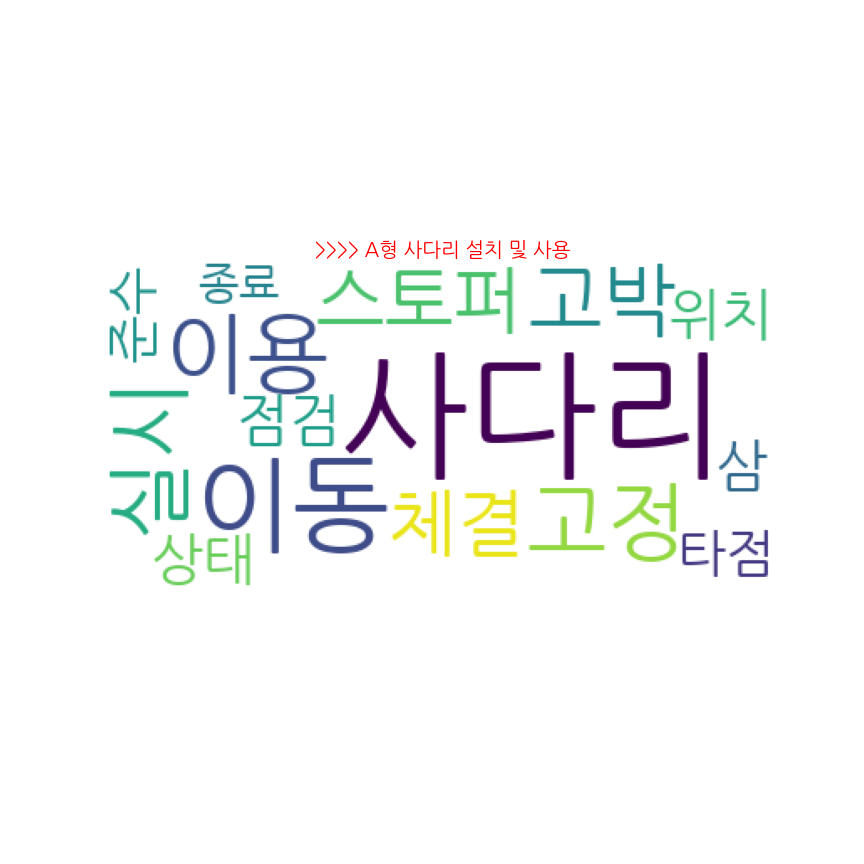 >>>> A형 사다리 설치 및 사용
준수
종료
스토퍼
고박
위치
이용
사다리
실시
점검
삼
이동
체결
고정
타점
상태